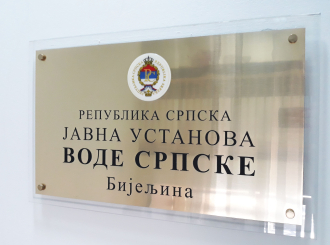 РЕПУБЛИКА СРПСКА
ЈАВНА УСТАНОВА
ВОДЕ СРПСКЕ
Бијељина